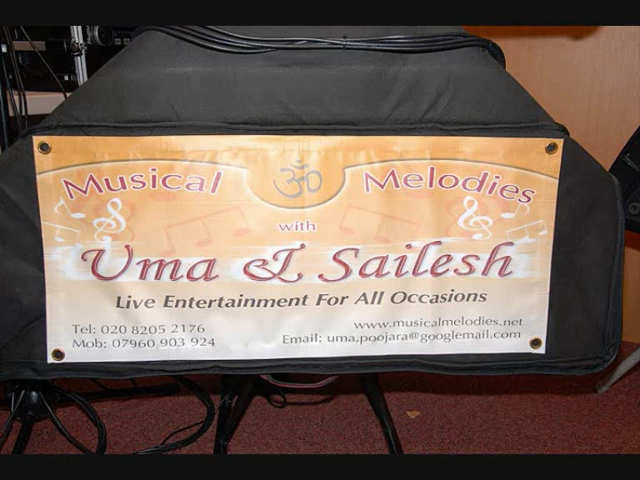 Musical ॐ Melodies
with
Uma & Sailesh
Live Entertainment For All Occasions
Tel: 020 8205 2176
Mob: 07960 903 924
www.musicalmelodies.net
Email: uma.poojara@googlemail.com